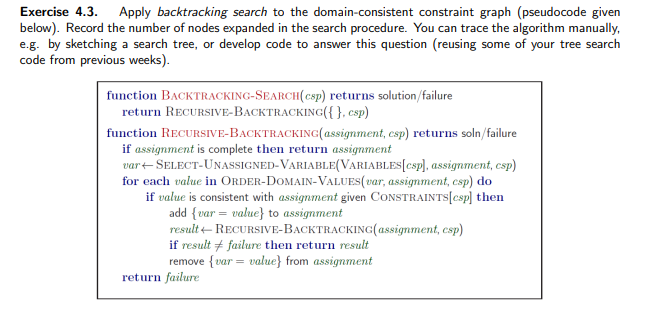 Exercise 4.3. Apply backtracking search to the domain-consistent constraint graph (pseudocode given
below). Record the number of nodes expanded in the search procedure. You can trace the algorithm manually,
e.g. by sketching a search tree, or develop code to answer this question (reusing some of your tree search
code from previous weeks).
function BACKTRACKING-SEARCH(csp) returns solution/failure
return RECURSIVE-BACKTRACKING({ }, csp)
function RECURSIVE-BACKTRACKING(assignment, csp) returns soln/failure
if assignment is complete then return assignment
var ← SELECT-UNASSIGNED-VARIABLE(VARIABLES[csp], assignment, csp)
for each value in ORDER-DOMAIN-VALUES(var, assignment, csp) do
if value is consistent with assignment given CONSTRAINTS[csp] then
add {var = value} to assignment
result ← RECURSIVE-BACKTRACKING(assignment, csp)
if result ≠ failure then return result
remove {var = value} from assignment
return failure